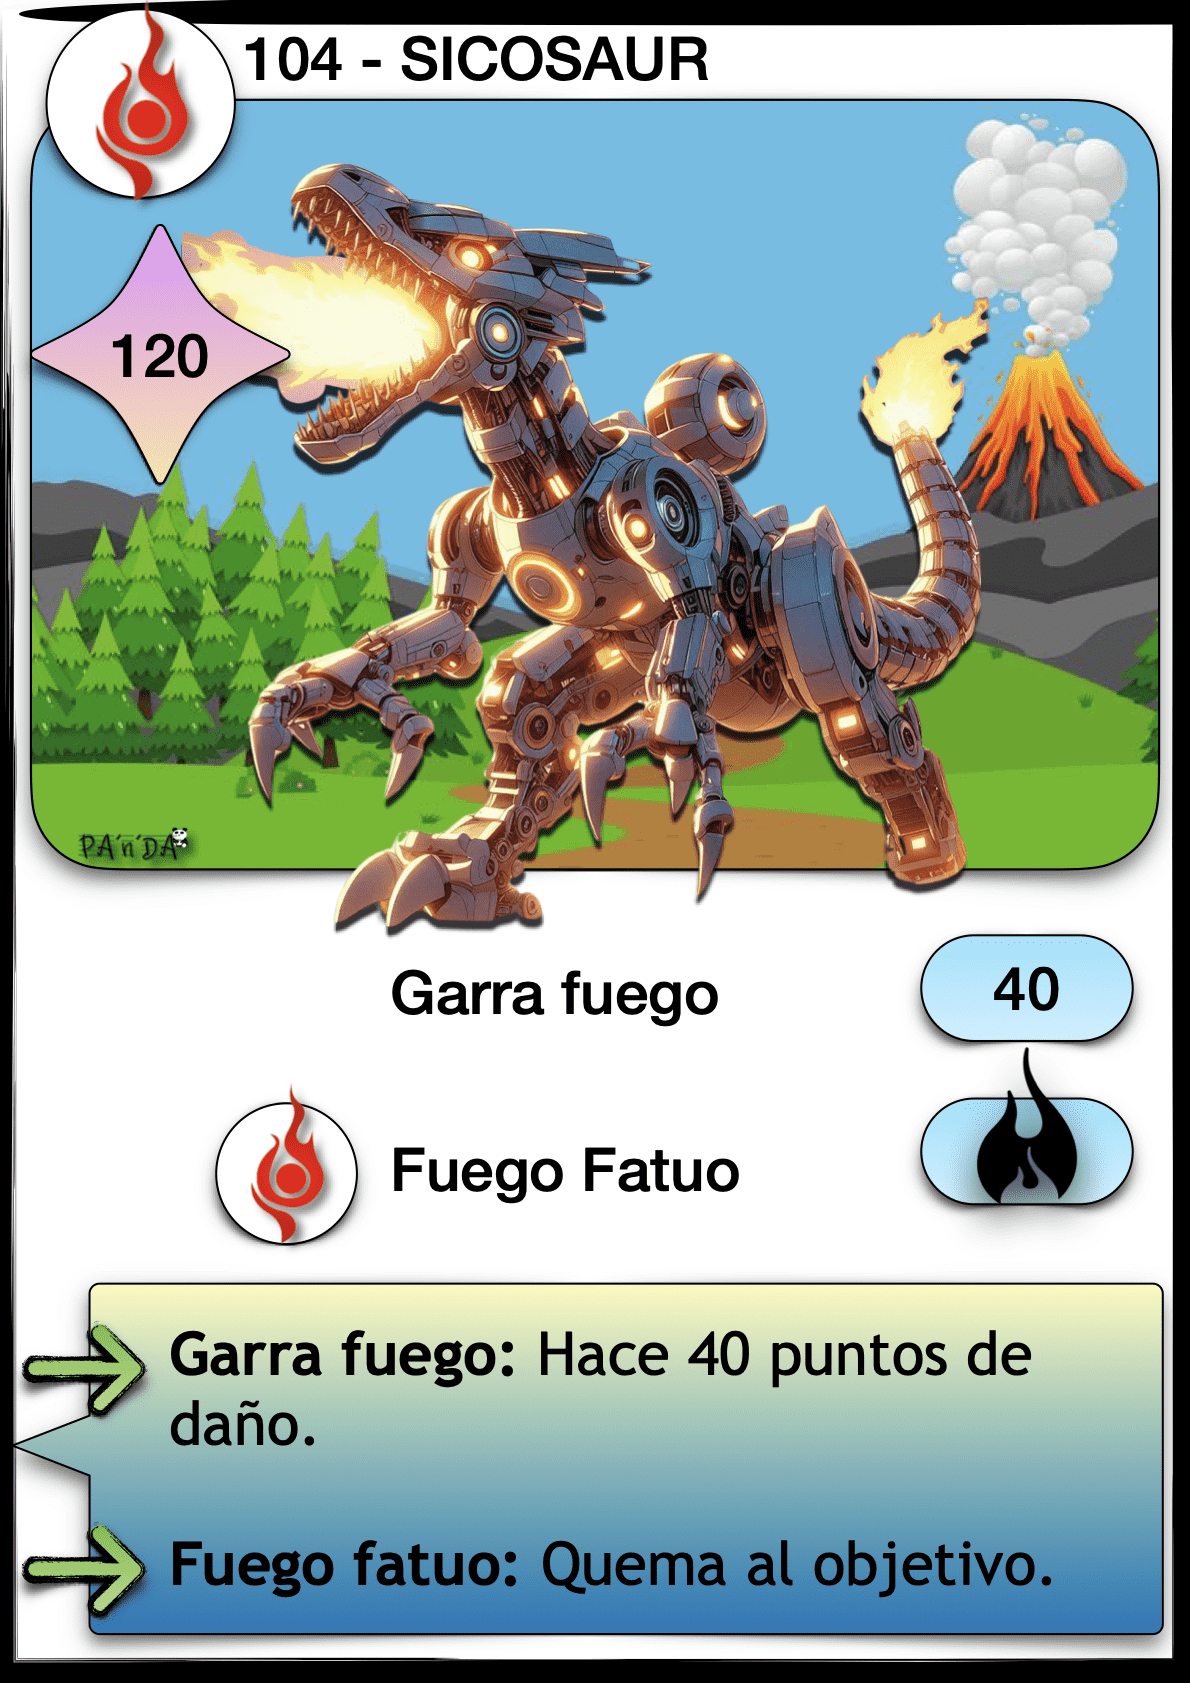 104 - SICOSAUR
120
PA'n'DA
Garra fuego
40
Fuego Fatuo
Garra fuego: Hace 40 puntos de
daño.
Fuego fatuo: Quema al objetivo.